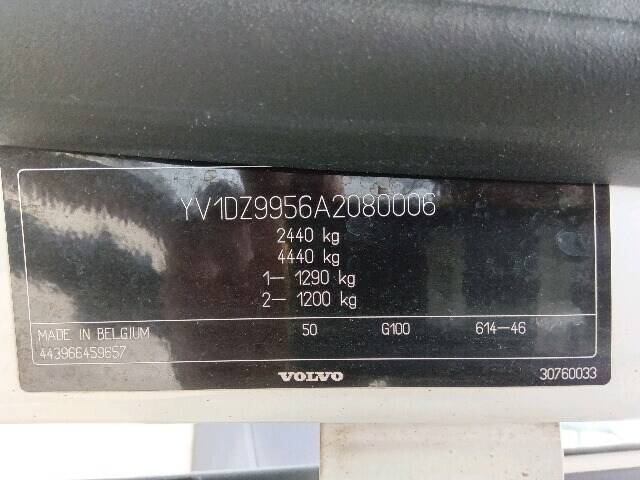 YV1DZ9956A2080006
2440 kg
4440 kg
1- 1290 kg
2- 1200 kg
MADE IN BELGIUM 50 G100 614-46
443966459657
VOLVO 30760033